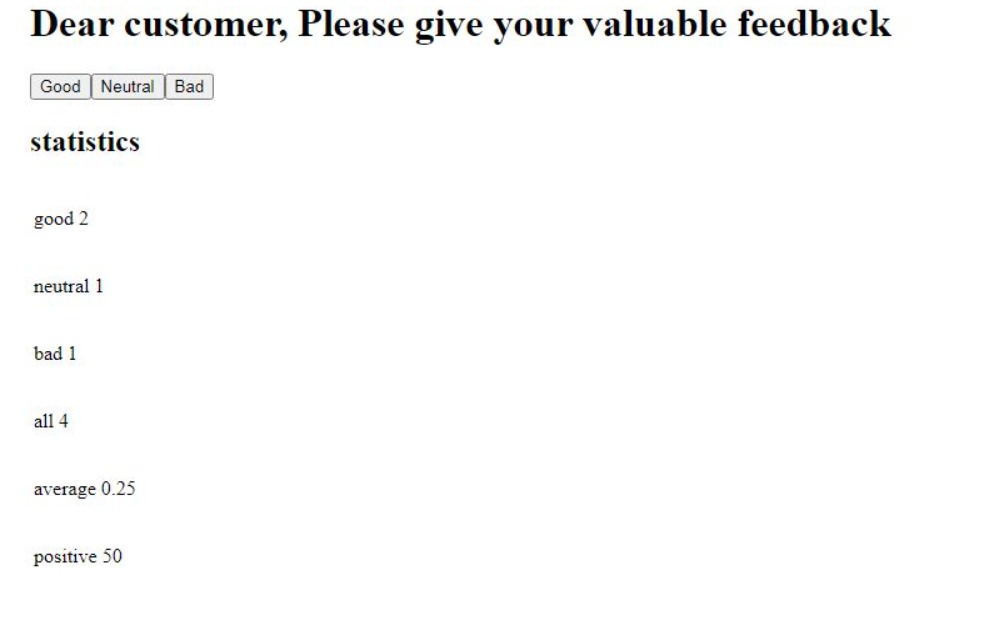 Dear customer, Please give your valuable feedback
Good Neutral Bad
statistics
good 2
neutral 1
bad 1
all 4
average 0.25
positive 50